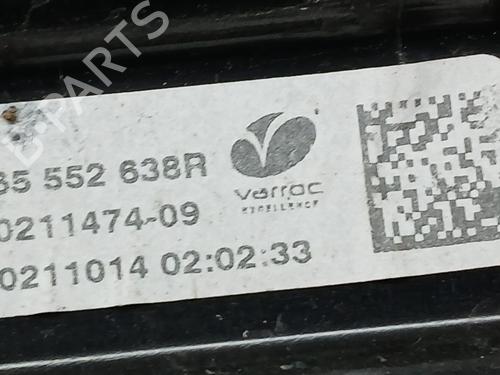 35 552 638R
0211474-09
0211014 02:02:33
varroc
EXCELLENCE
B-PARTS